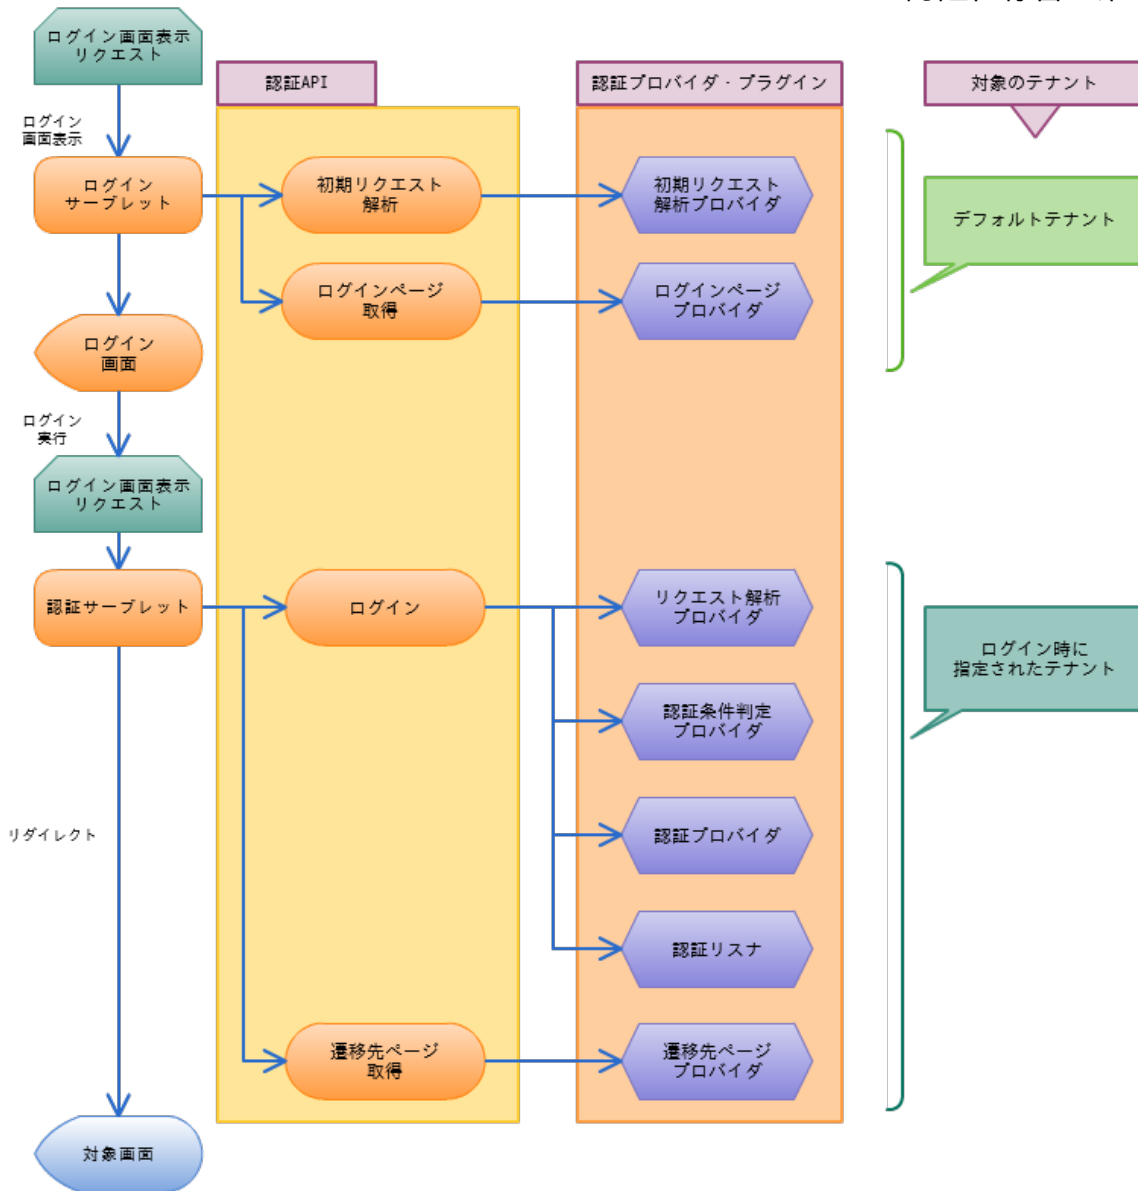 ログイン画面表示
リクエスト
認証API
認証プロバイダ・プラグイン
対象のテナント
ログイン
画面表示
ログイン
サーブレット
初期リクエスト
解析
初期リクエスト
解析プロバイダ
デフォルトテナント
ログインページ
取得
ログインページ
プロバイダ
ログイン
画面
ログイン
実行
ログイン画面表示
リクエスト
認証サーブレット
ログイン
リクエスト解析
プロバイダ
ログイン時に
指定されたテナント
認証条件判定
プロバイダ
リダイレクト
認証プロバイダ
認証リスナ
遷移先ページ
取得
遷移先ページ
プロバイダ
対象画面